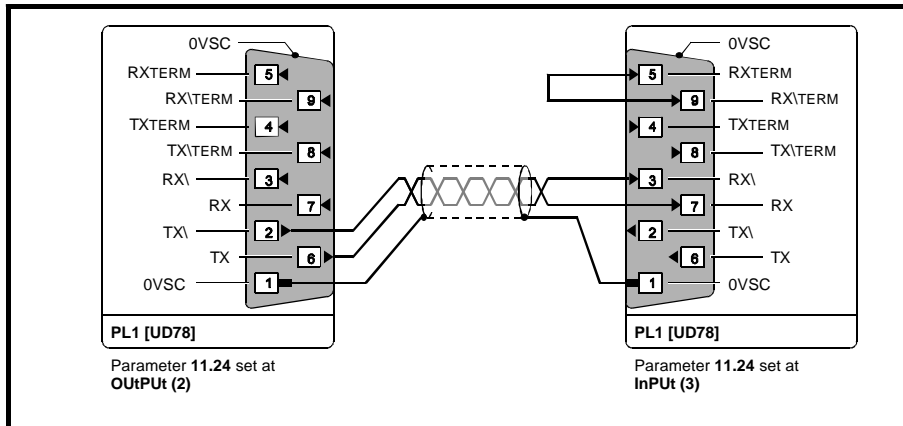 0VSC
RXTERM
5
RX\TERM
9
TXTERM
4
TX\TERM
8
RX\
3
RX
7
TX\
2
TX
6
0VSC
1
PL1 [UD78]
Parameter 11.24 set at
OUtPUt (2)
0VSC
5
RXTERM
9
RX\TERM
4
TXTERM
8
TX\TERM
3
RX\
7
RX
2
TX\
6
TX
1
0VSC
PL1 [UD78]
Parameter 11.24 set at
InPUt (3)